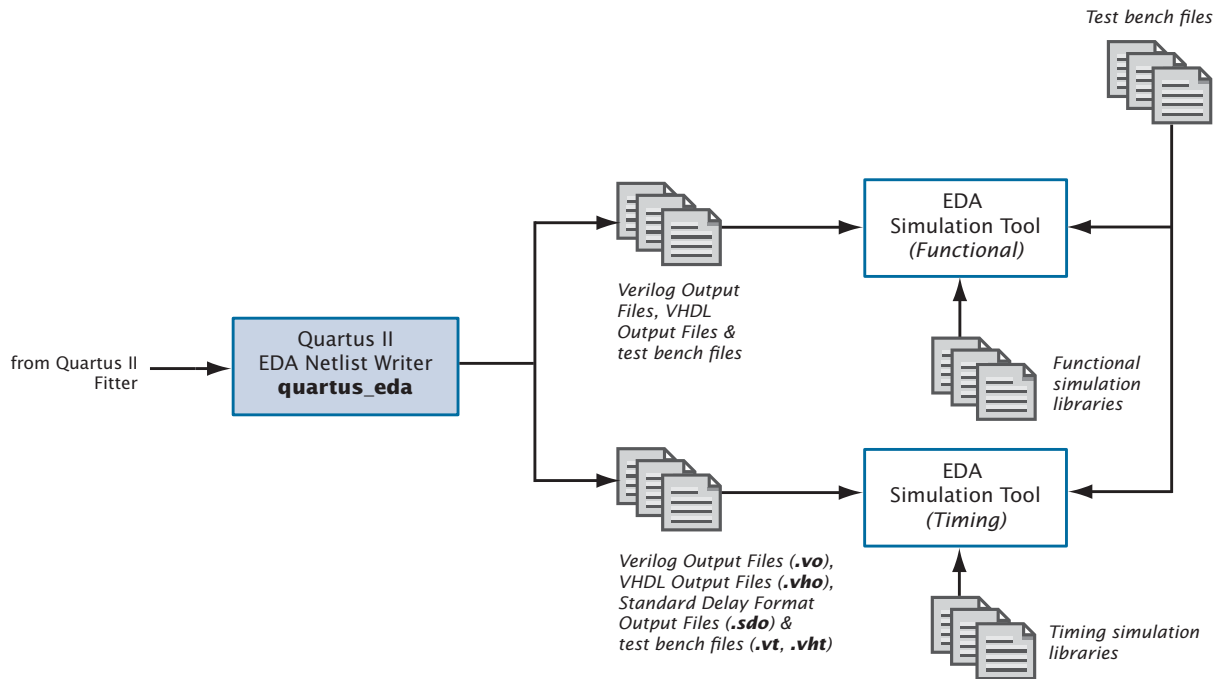 Test bench files
EDA
Simulation Tool
(Functional)
Verilog Output
Files, VHDL
Output Files &
test bench files
Quartus II
EDA Netlist Writer
quartus_eda
from Quartus II
Fitter
Functional
simulation
libraries
EDA
Simulation Tool
(Timing)
Verilog Output Files (.vo),
VHDL Output Files (.vho),
Standard Delay Format
Output Files (.sdo) &
test bench files (.vt, .vht)
Timing simulation
libraries